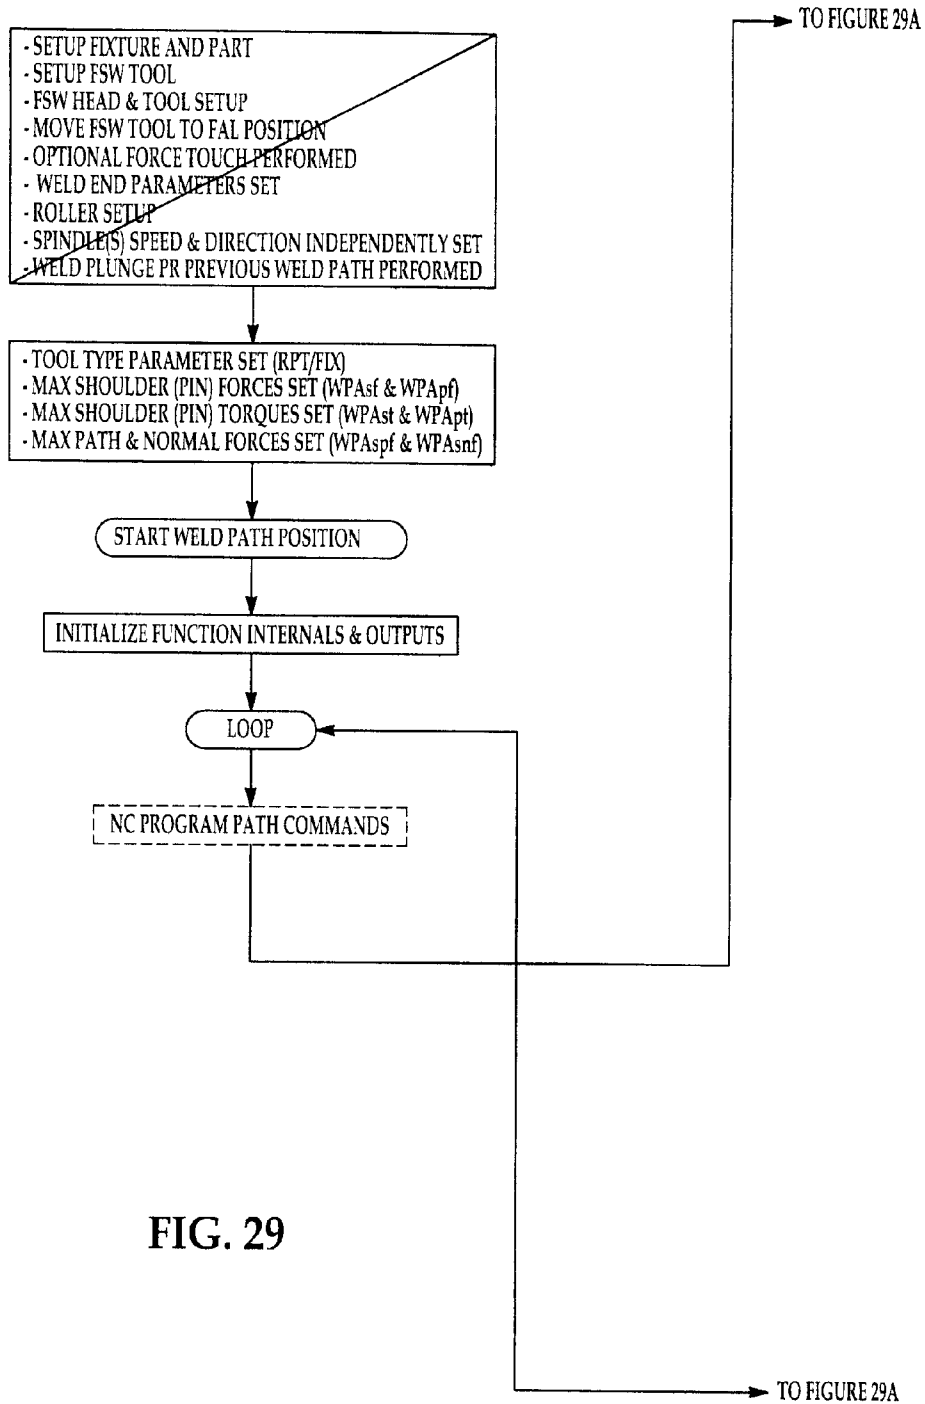 TO FIGURE 29A
- SETUP FIXTURE AND PART
- SETUP FSW TOOL
- FSW HEAD & TOOL SETUP
- MOVE FSW TOOL TO FAL POSITION
- OPTIONAL FORCE TOUCH PERFORMED
- WELD END PARAMETERS SET
- ROLLER SETUP
- SPINDLE(S) SPEED & DIRECTION INDEPENDENTLY SET
- WELD PLUNGE PR PREVIOUS WELD PATH PERFORMED
- TOOL TYPE PARAMETER SET (RPT/FIX)
- MAX SHOULDER (PIN) FORCES SET (WPAsf & WPApf)
- MAX SHOULDER (PIN) TORQUES SET (WPAst & WPApt)
- MAX PATH & NORMAL FORCES SET (WPAspf & WPAsnf)
START WELD PATH POSITION
INITIALIZE FUNCTION INTERNALS & OUTPUTS
LOOP
NC PROGRAM PATH COMMANDS
FIG. 29
TO FIGURE 29A